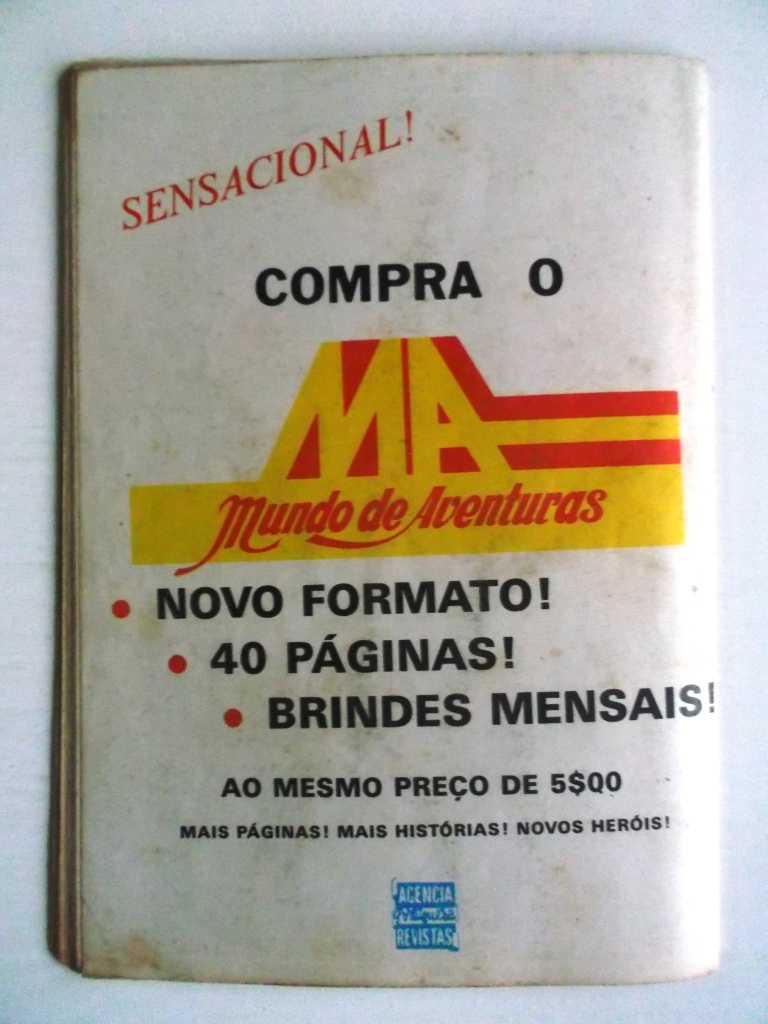 SENSACIONAL!
COMPRA O
MA
Mundo de Aventuras
• NOVO FORMATO!
• 40 PÁGINAS!
• BRINDES MENSAIS!
AO MESMO PREÇO DE 5$00
MAIS PÁGINAS! MAIS HISTÓRIAS! NOVOS HERÓIS!
AGENCIA
Portuguesa
REVISTAS